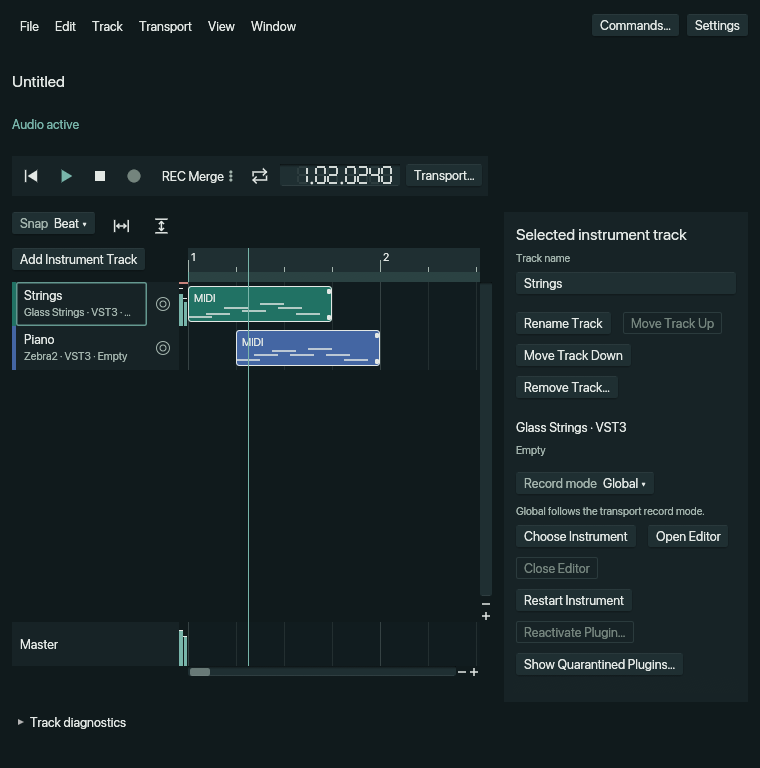 File Edit Track Transport View Window Commands... Settings
Untitled
Audio active
REC Merge 1.02.0240 Transport...
Snap Beat
Add Instrument Track 1 2
Strings MIDI
Glass Strings · VST3 · ...
Piano MIDI
Zebra2 · VST3 · Empty
Master
Track diagnostics
Selected instrument track
Track name
Strings
Rename Track Move Track Up
Move Track Down
Remove Track...
Glass Strings · VST3
Empty
Record mode Global
Global follows the transport record mode.
Choose Instrument Open Editor
Close Editor
Restart Instrument
Reactivate Plugin...
Show Quarantined Plugins...